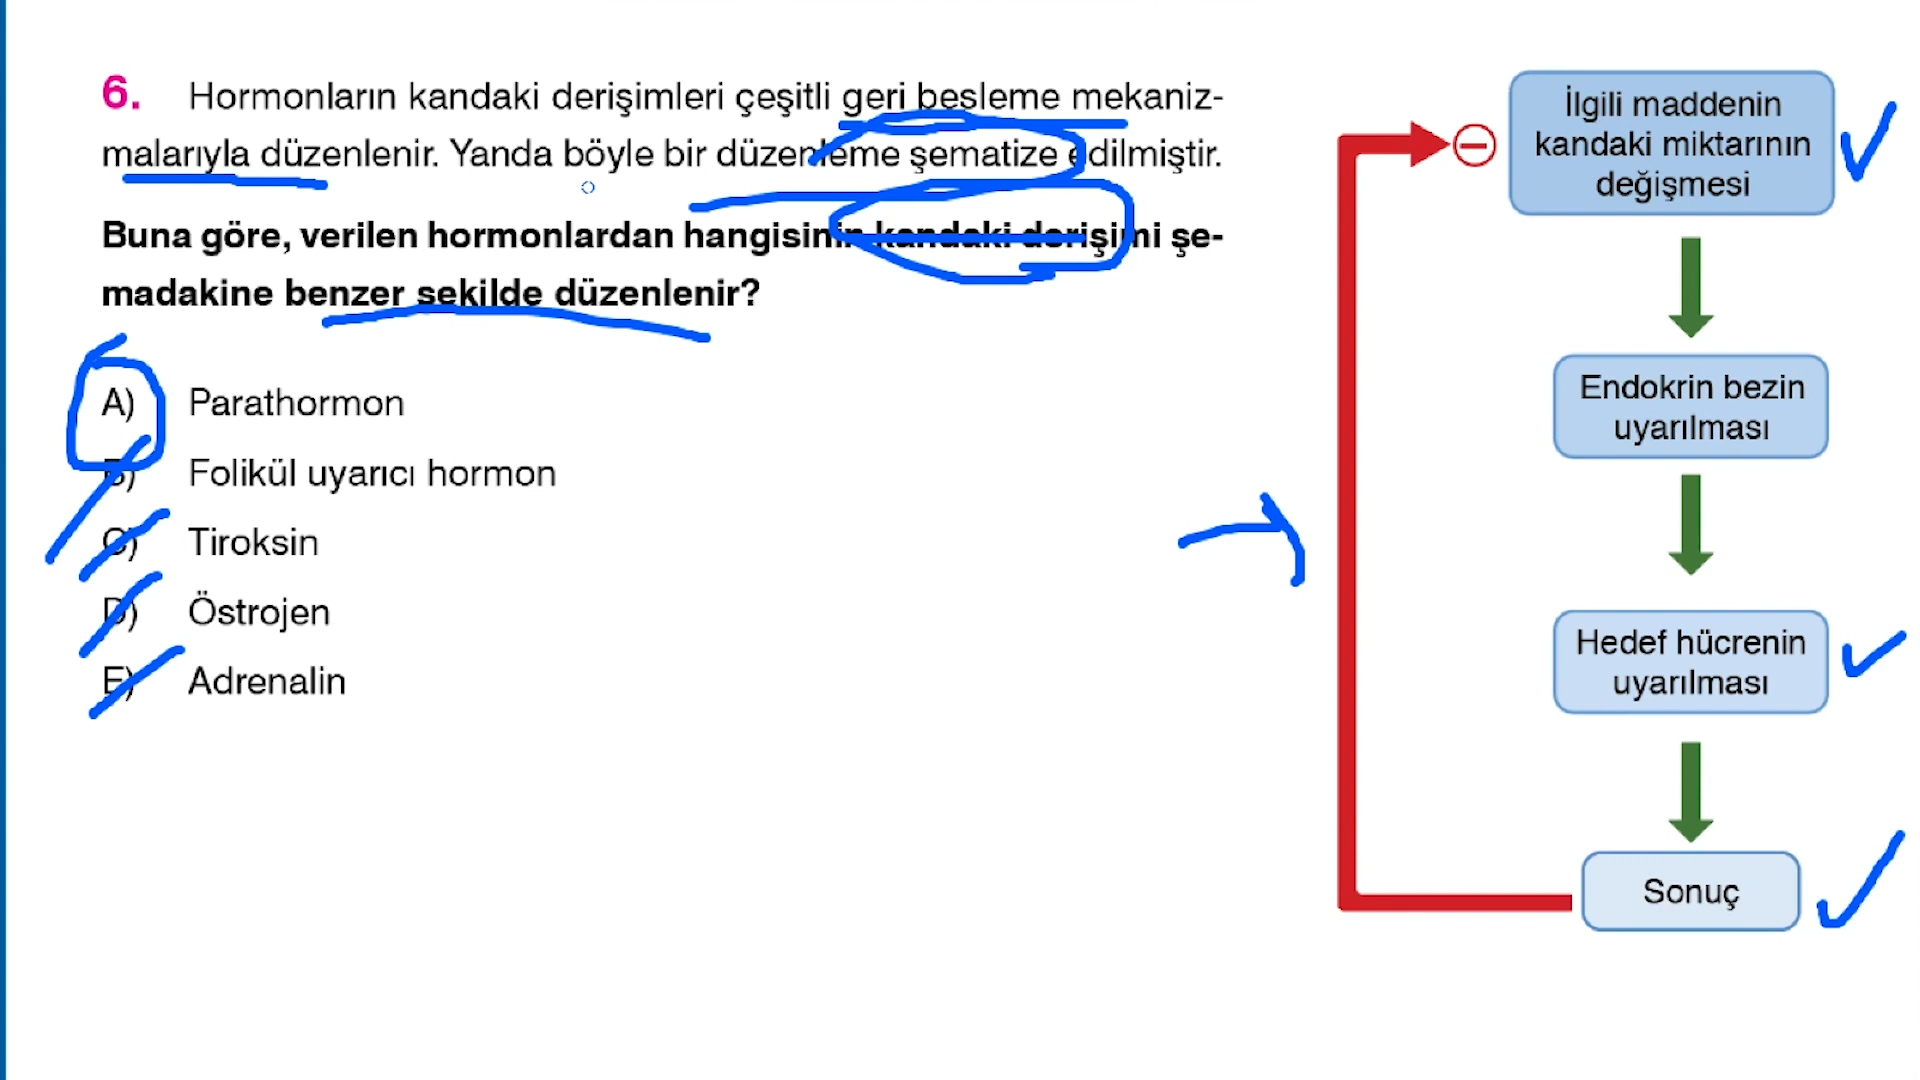 6. Hormonların kandaki derişimleri çeşitli geri besleme mekaniz-
malarıyla düzenlenir. Yanda böyle bir düzenleme şematize edilmiştir.
Buna göre, verilen hormonlardan hangisinin kandaki derişimi şe-
madakine benzer şekilde düzenlenir?
A) Parathormon
B) Folikül uyarıcı hormon
C) Tiroksin
D) Östrojen
E) Adrenalin
İlgili maddenin
kandaki miktarının
değişmesi
Endokrin bezin
uyarılması
Hedef hücrenin
uyarılması
Sonuç